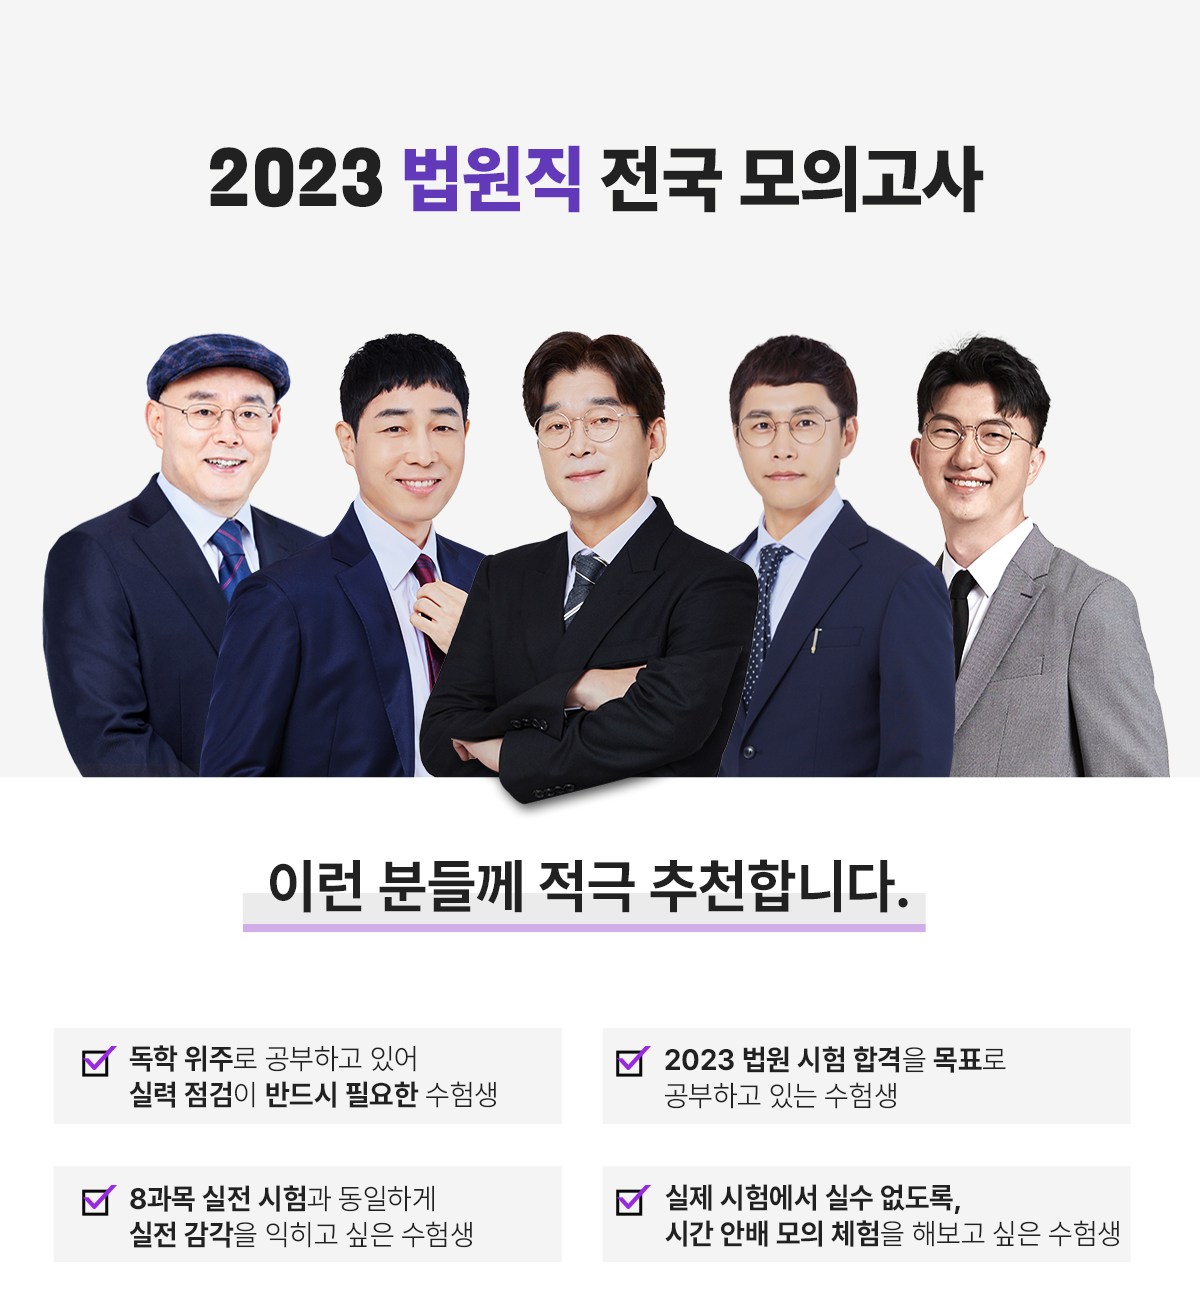 2023 법원직 전국 모의고사
이런 분들께 적극 추천합니다.
독학 위주로 공부하고 있어
실력 점검이 반드시 필요한 수험생
2023 법원 시험 합격을 목표로
공부하고 있는 수험생
8과목 실전 시험과 동일하게
실전 감각을 익히고 싶은 수험생
실제 시험에서 실수 없도록,
시간 안배 모의 체험을 해보고 싶은 수험생